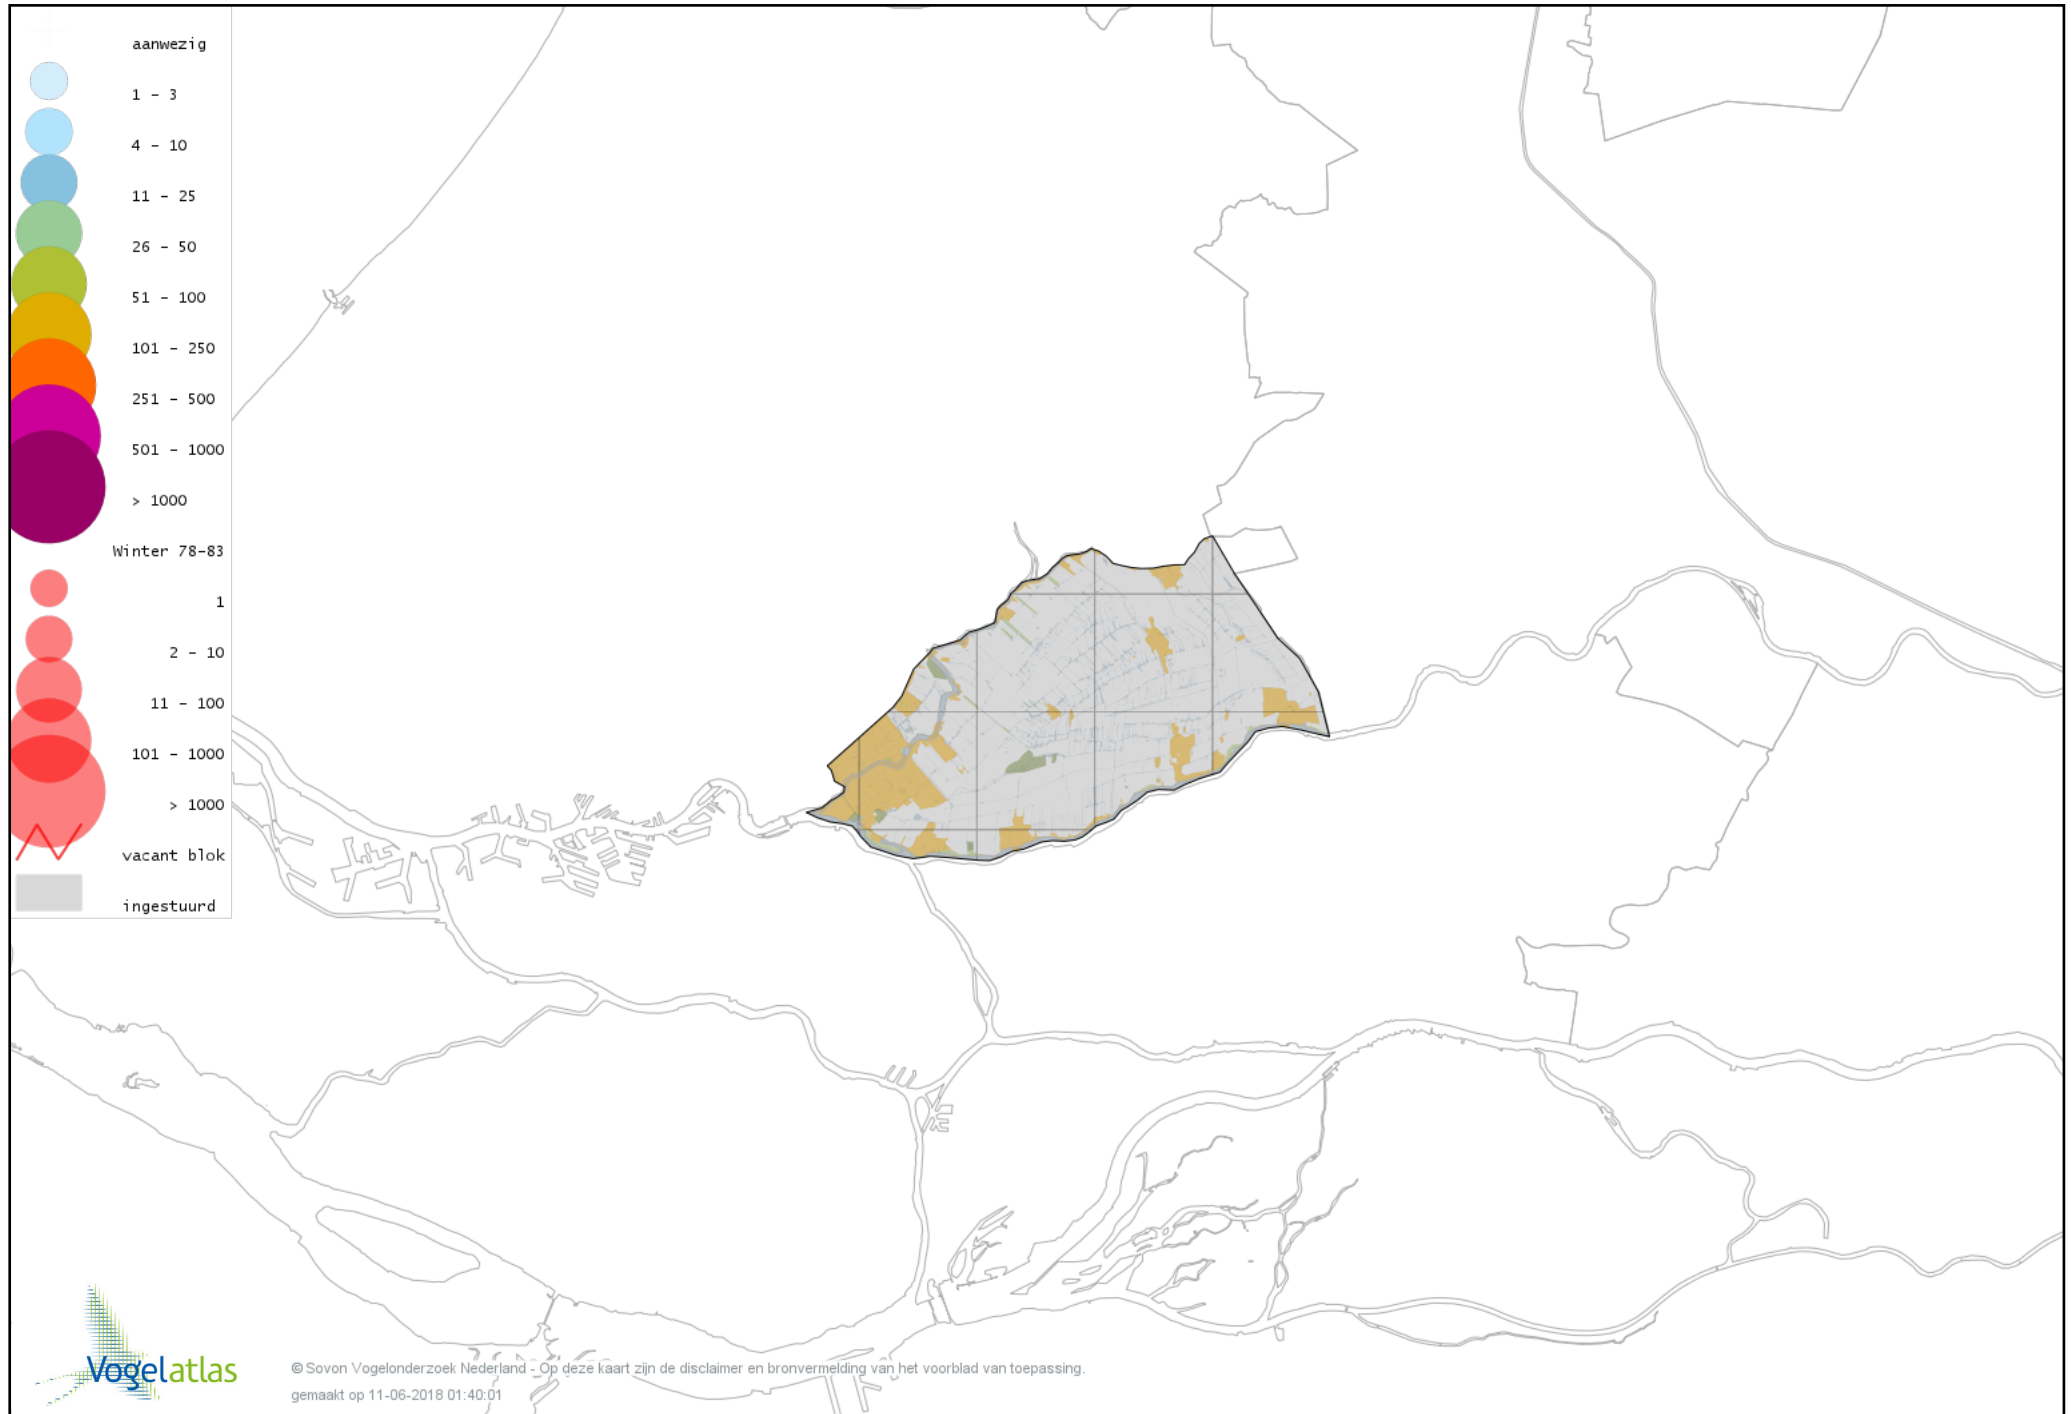 aanwezig
1 - 3
4 - 10
11 - 25
26 - 50
51 - 100
101 - 250
251 - 500
501 - 1000
> 1000
Winter 78-83
1
2 - 10
11 - 100
101 - 1000
> 1000
vacant blok
ingestuurd
Vogelatlas
© Sovon Vogelonderzoek Nederland - Op deze kaart zijn de disclaimer en bronvermelding van het voorblad van toepassing.
gemaakt op 11-06-2018 01:40:01